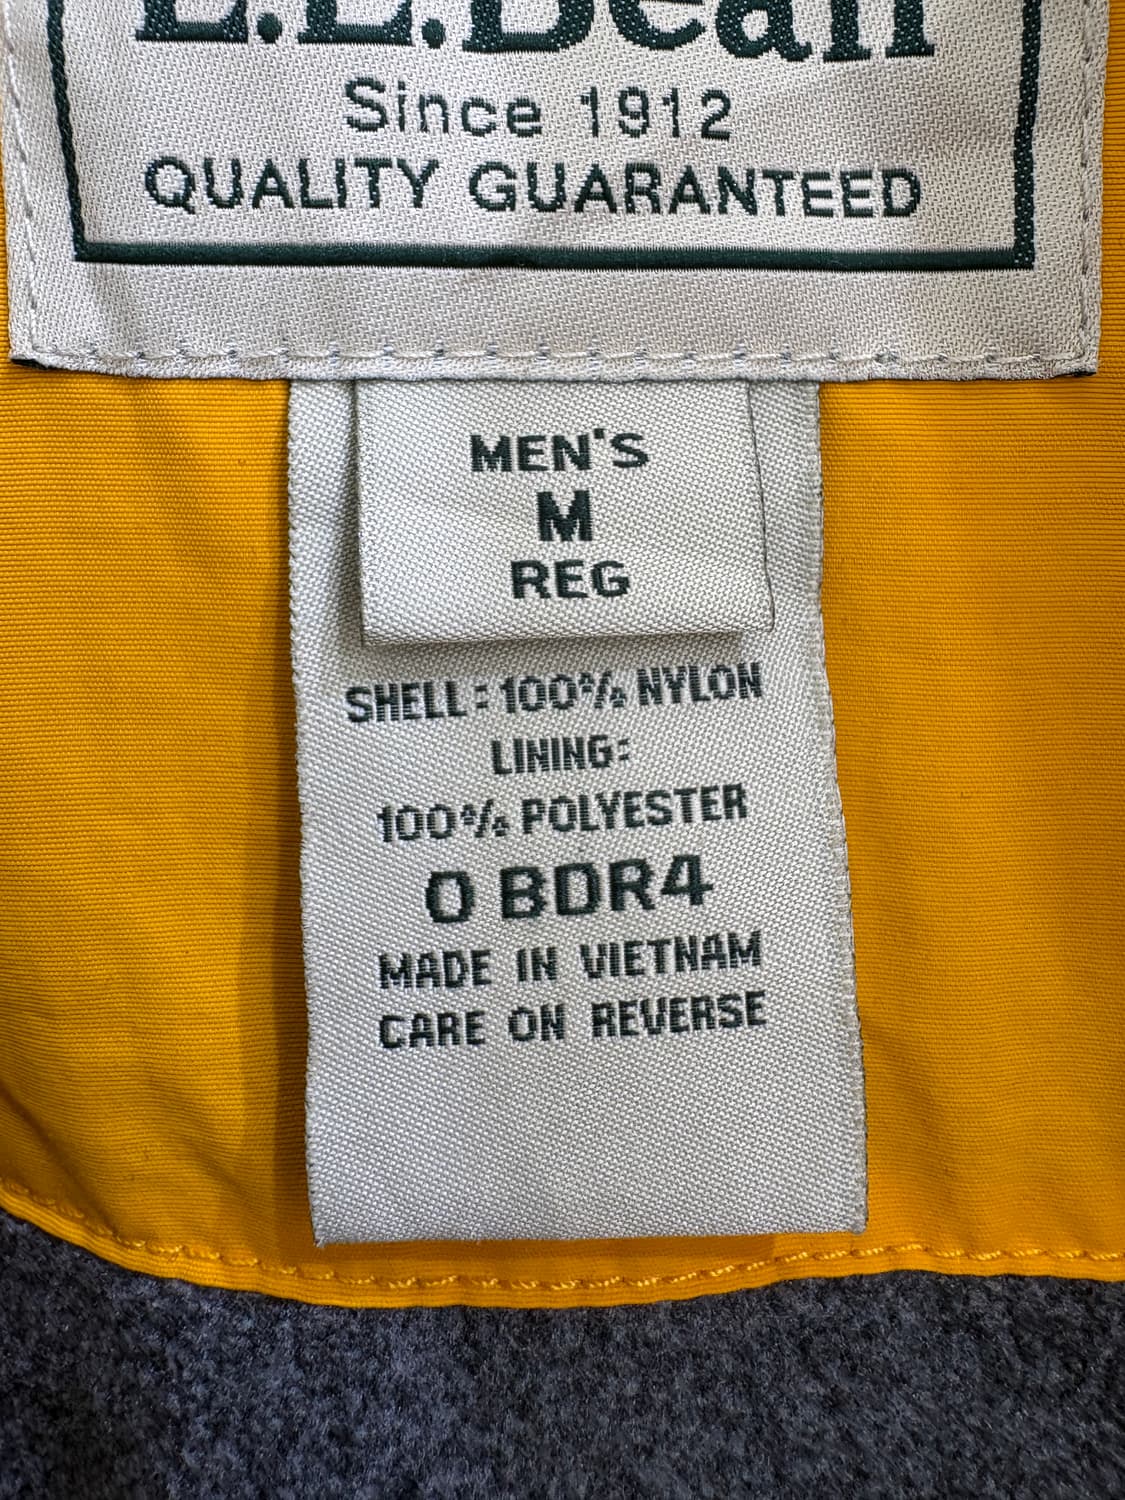 L.L.Bean
Since 1912
QUALITY GUARANTEED
MEN'S
M
REG
SHELL: 100% NYLON
LINING:
100% POLYESTER
0 BDR4
MADE IN VIETNAM
CARE ON REVERSE